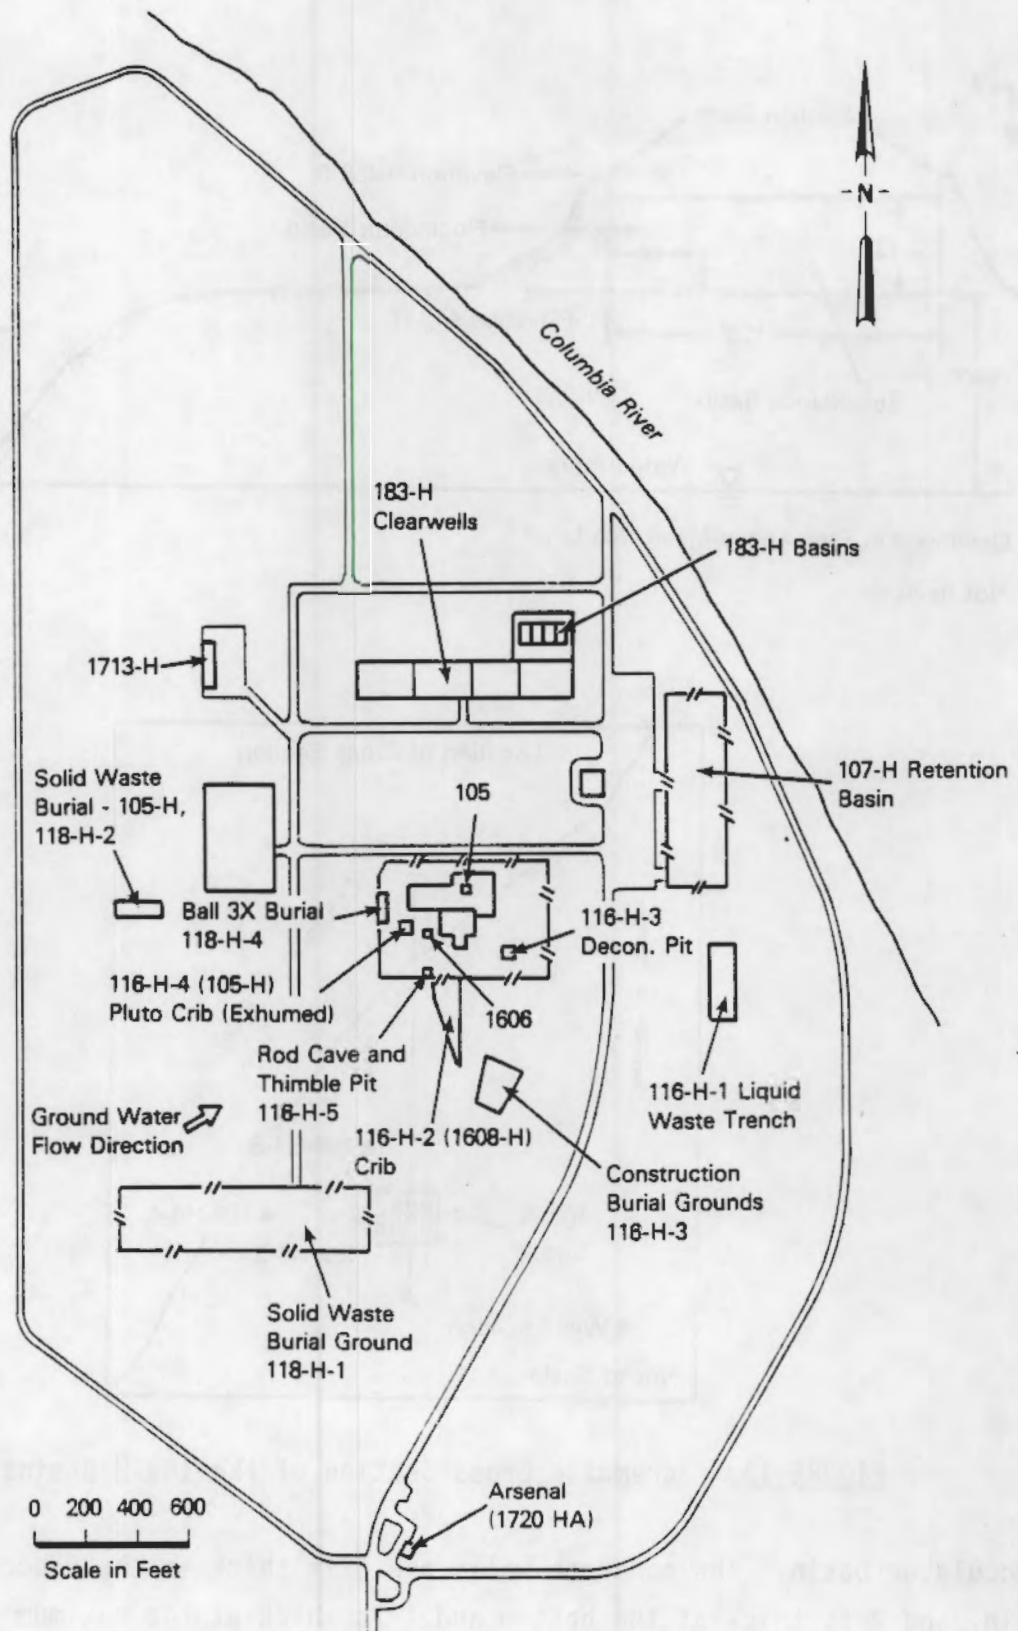 N
Columbia River
183-H
Clearwells
183-H Basins
1713-H
Solid Waste
Burial - 105-H,
118-H-2
105
107-H Retention
Basin
Ball 3X Burial
118-H-4
116-H-3
Decon. Pit
116-H-4 (105-H)
Pluto Crib (Exhumed)
1606
Rod Cave and
Thimble Pit
116-H-5
116-H-1 Liquid
Waste Trench
Ground Water
Flow Direction
116-H-2 (1608-H)
Crib
Construction
Burial Grounds
116-H-3
Solid Waste
Burial Ground
118-H-1
Arsenal
(1720 HA)
0 200 400 600
Scale in Feet